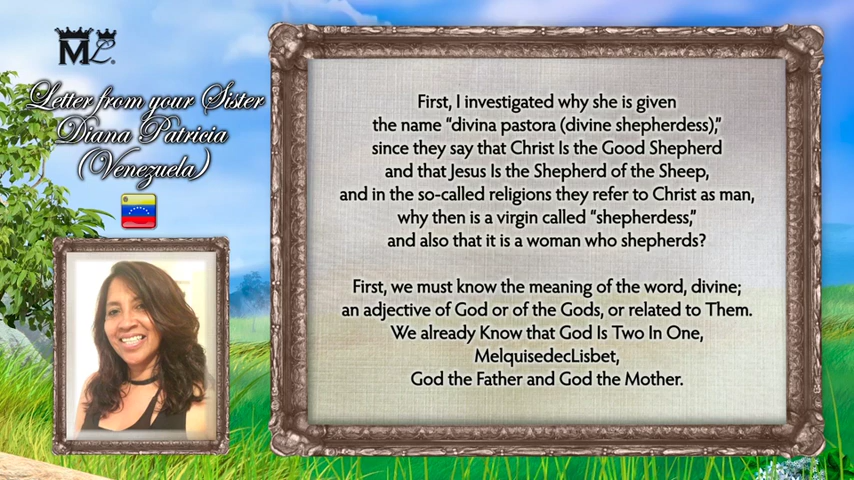 ML®
Letter from your Sister
Diana Patricia
(Venezuela)
First, I investigated why she is given
the name “divina pastora (divine shepherdess),”
since they say that Christ Is the Good Shepherd
and that Jesus Is the Shepherd of the Sheep,
and in the so-called religions they refer to Christ as man,
why then is a virgin called “shepherdess,”
and also that it is a woman who shepherds?
First, we must know the meaning of the word, divine;
an adjective of God or of the Gods, or related to Them.
We already Know that God Is Two In One,
MelquisedecLisbet,
God the Father and God the Mother.